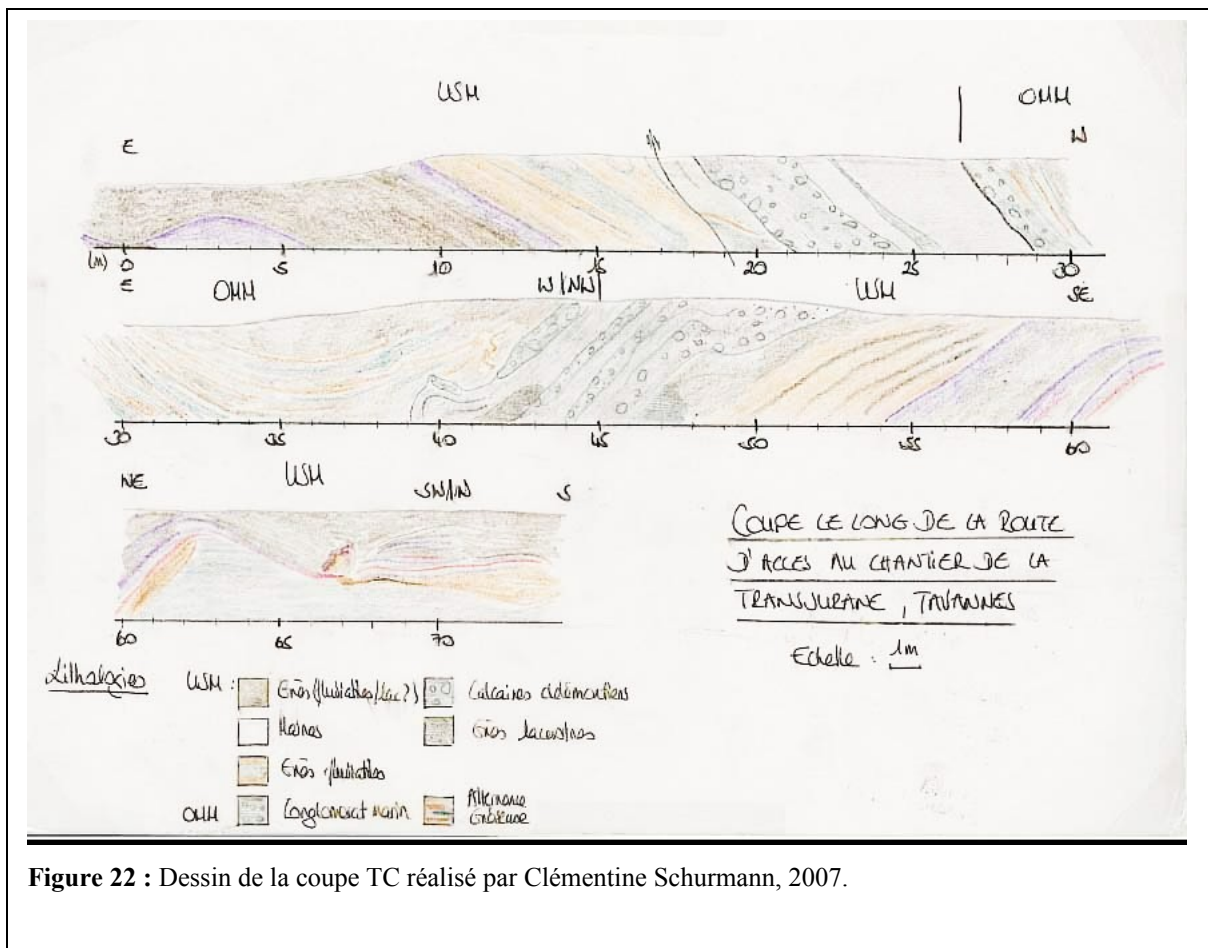 USM OMM
E W
(m) 0 5 10 15 20 25 30
E OMM W/NW USM SE
30 35 40 45 50 55 60
NE USM SW/W S
60 65 70
COUPE LE LONG DE LA ROUTE
D'ACCES AU CHANTIER DE LA
TRANSJURANE, TAVANNES
Echelle : 1m
Lithologies USM : Grès (fluviatiles/lac?) Calcaires dédémontiens
Marnes Grès lacustres
Grès fluviatiles
OMM Conglomérat marin Alternance
Gréseuse
Figure 22 : Dessin de la coupe TC réalisé par Clémentine Schurmann, 2007.